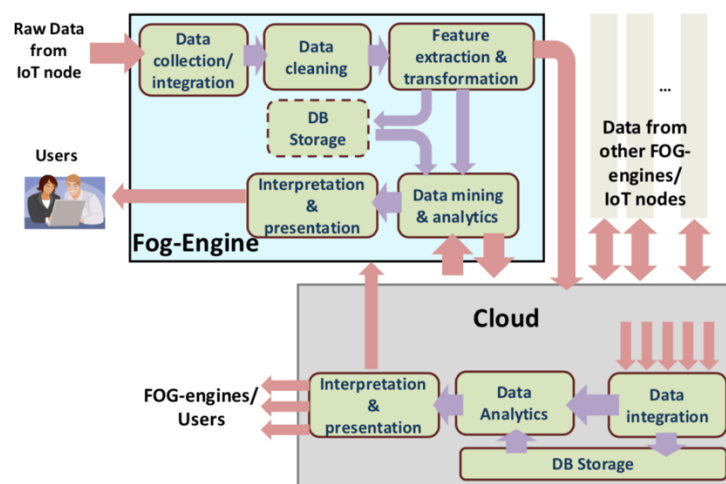 Raw Data
from
IoT node
Data
collection/
integration
Data
cleaning
Feature
extraction &
transformation
DB
Storage
Users
Interpretation
&
presentation
Data mining
& analytics
Fog-Engine
...
Data from
other FOG-
engines/
IoT nodes
Cloud
FOG-engines/
Users
Interpretation
&
presentation
Data
Analytics
Data
integration
DB Storage